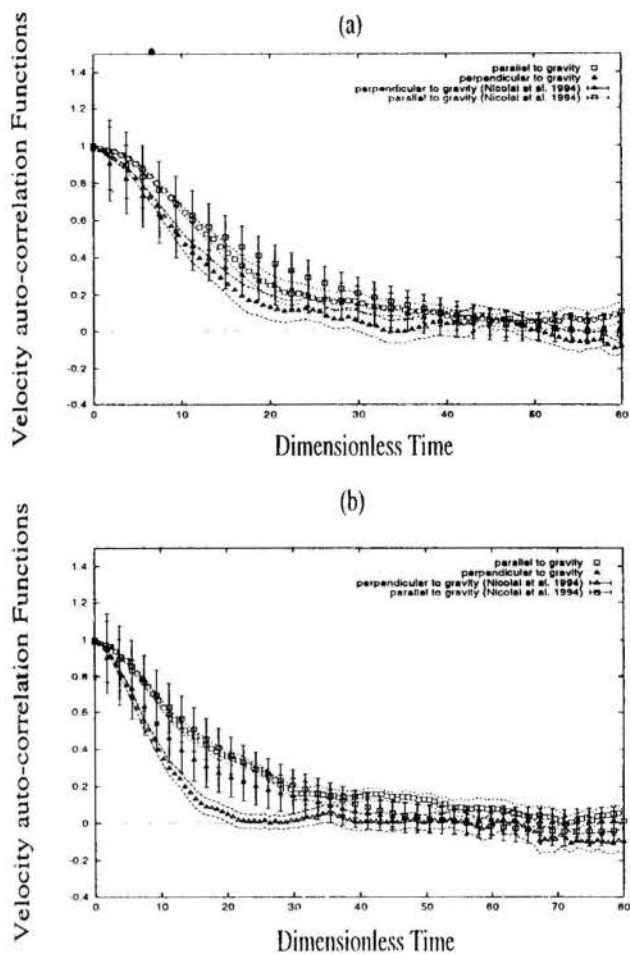 (a)
Velocity auto-correlation Functions
1.4
1.2
1
0.8
0.6
0.4
0.2
0
-0.2
-0.4
parallel to gravity
perpendicular to gravity
perpendicular to gravity (Nicolai et al. 1994)
parallel to gravity (Nicolai et al. 1994)
0 10 20 30 40 50 60
Dimensionless Time
(b)
Velocity auto-correlation Functions
1.4
1.2
1
0.8
0.6
0.4
0.2
0
-0.2
-0.4
parallel to gravity
perpendicular to gravity
perpendicular to gravity (Nicolai et al. 1994)
parallel to gravity (Nicolai et al. 1994)
0 10 20 30 40 50 60 70 80
Dimensionless Time